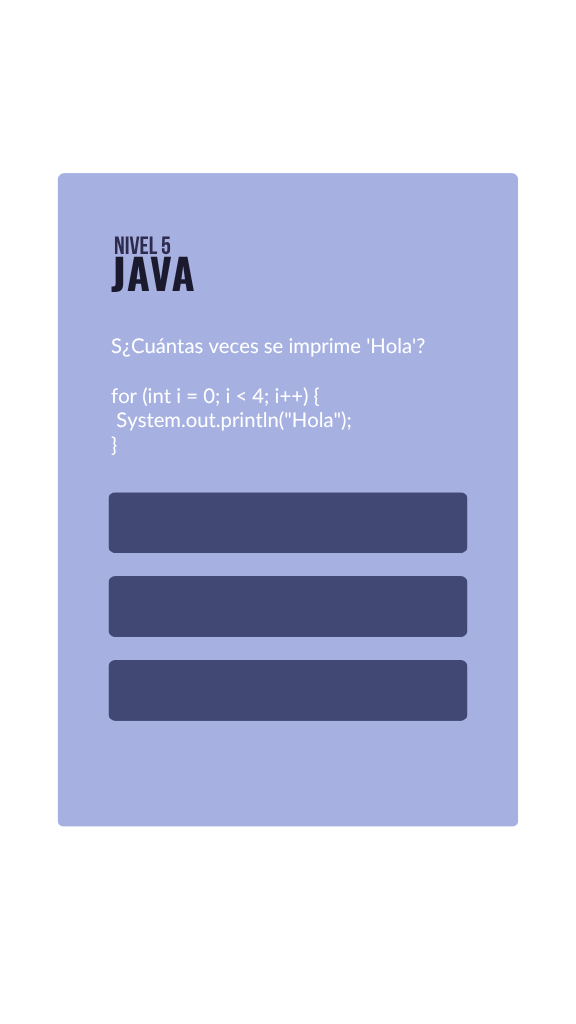 NIVEL 5
JAVA
S¿Cuántas veces se imprime 'Hola'?
for (int i = 0; i < 4; i++) {
System.out.println("Hola");
}